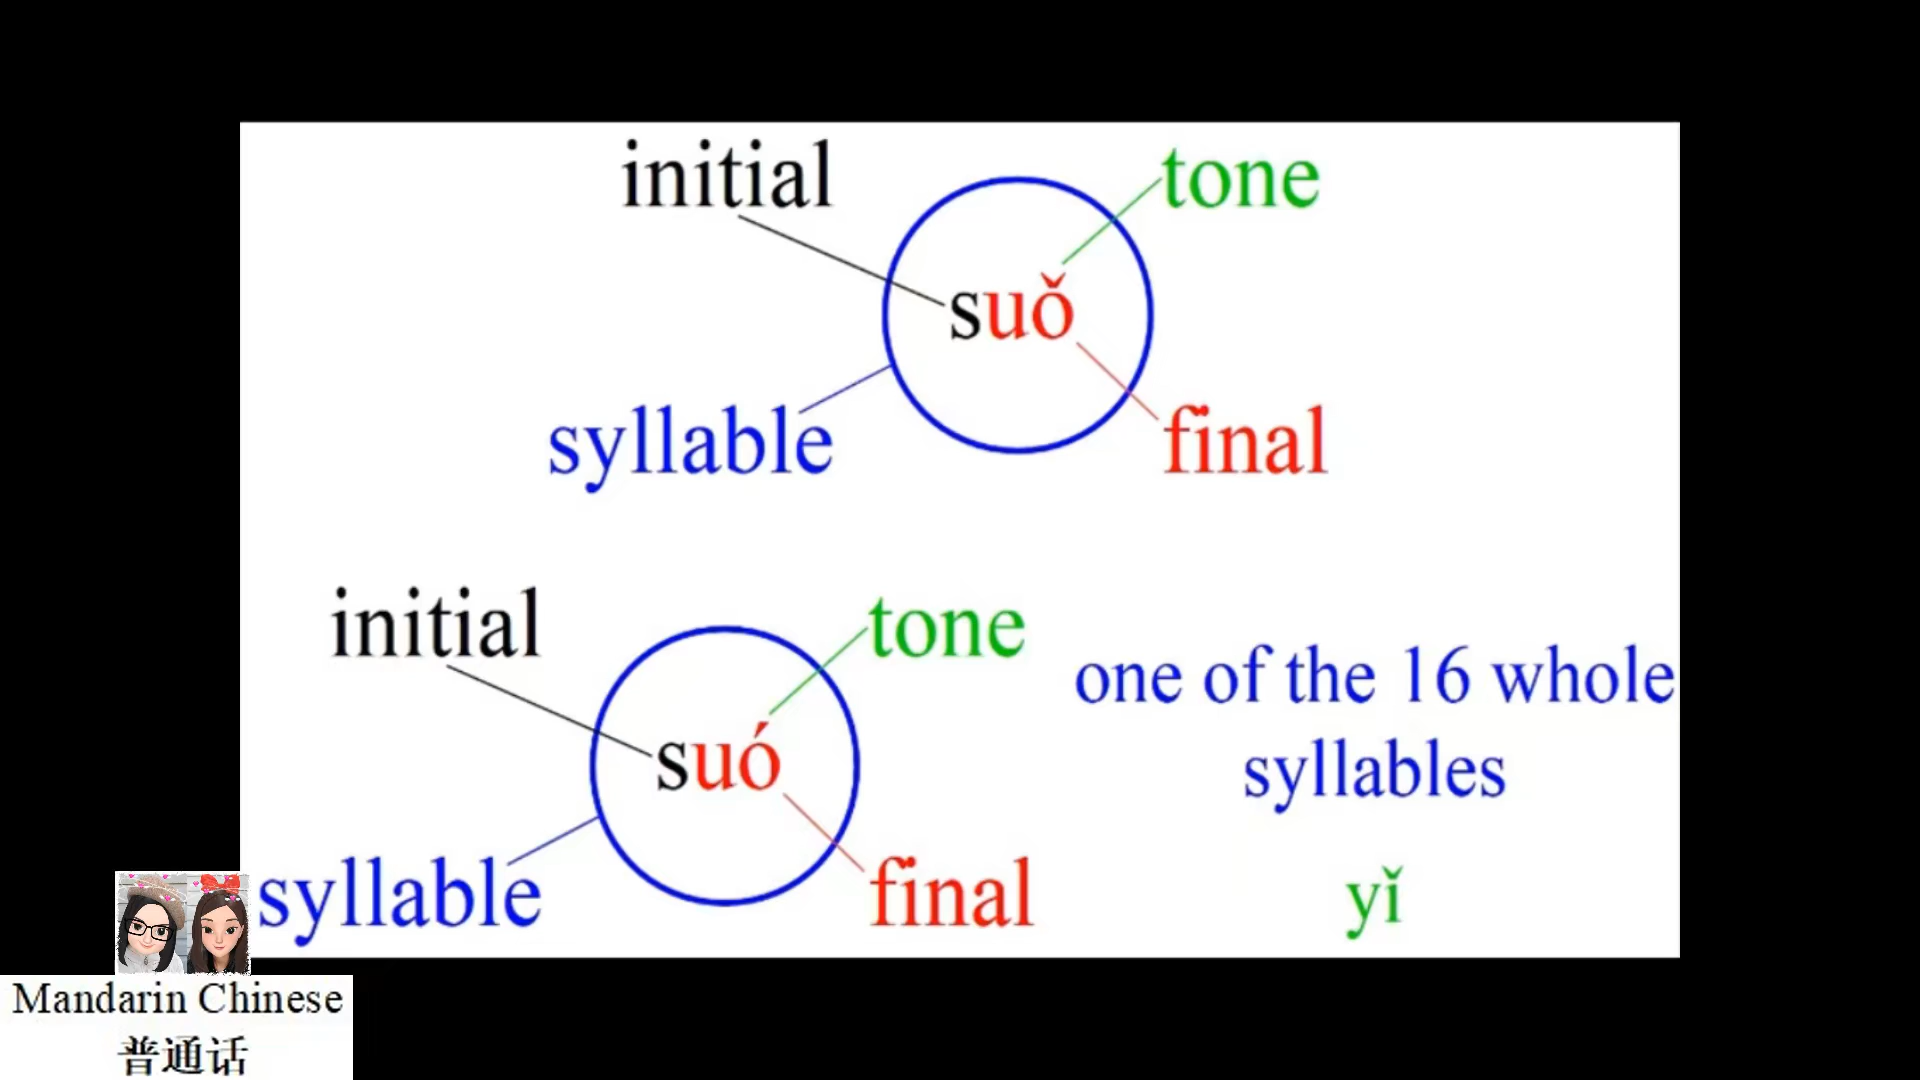 initial
tone
suǒ
syllable
final
initial
tone
suó
syllable
final
one of the 16 whole
syllables
yǐ
Mandarin Chinese
普通话